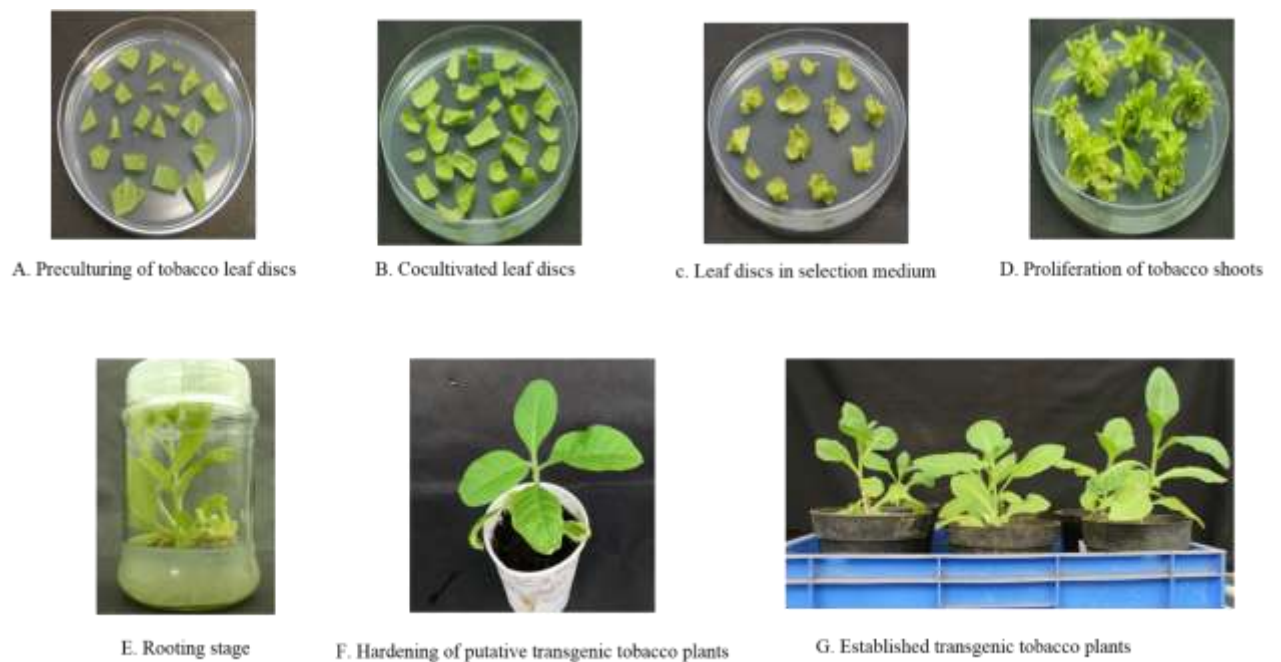 A. Preculturing of tobacco leaf discs
B. Cocultivated leaf discs
c. Leaf discs in selection medium
D. Proliferation of tobacco shoots
E. Rooting stage
F. Hardening of putative transgenic tobacco plants
G. Established transgenic tobacco plants